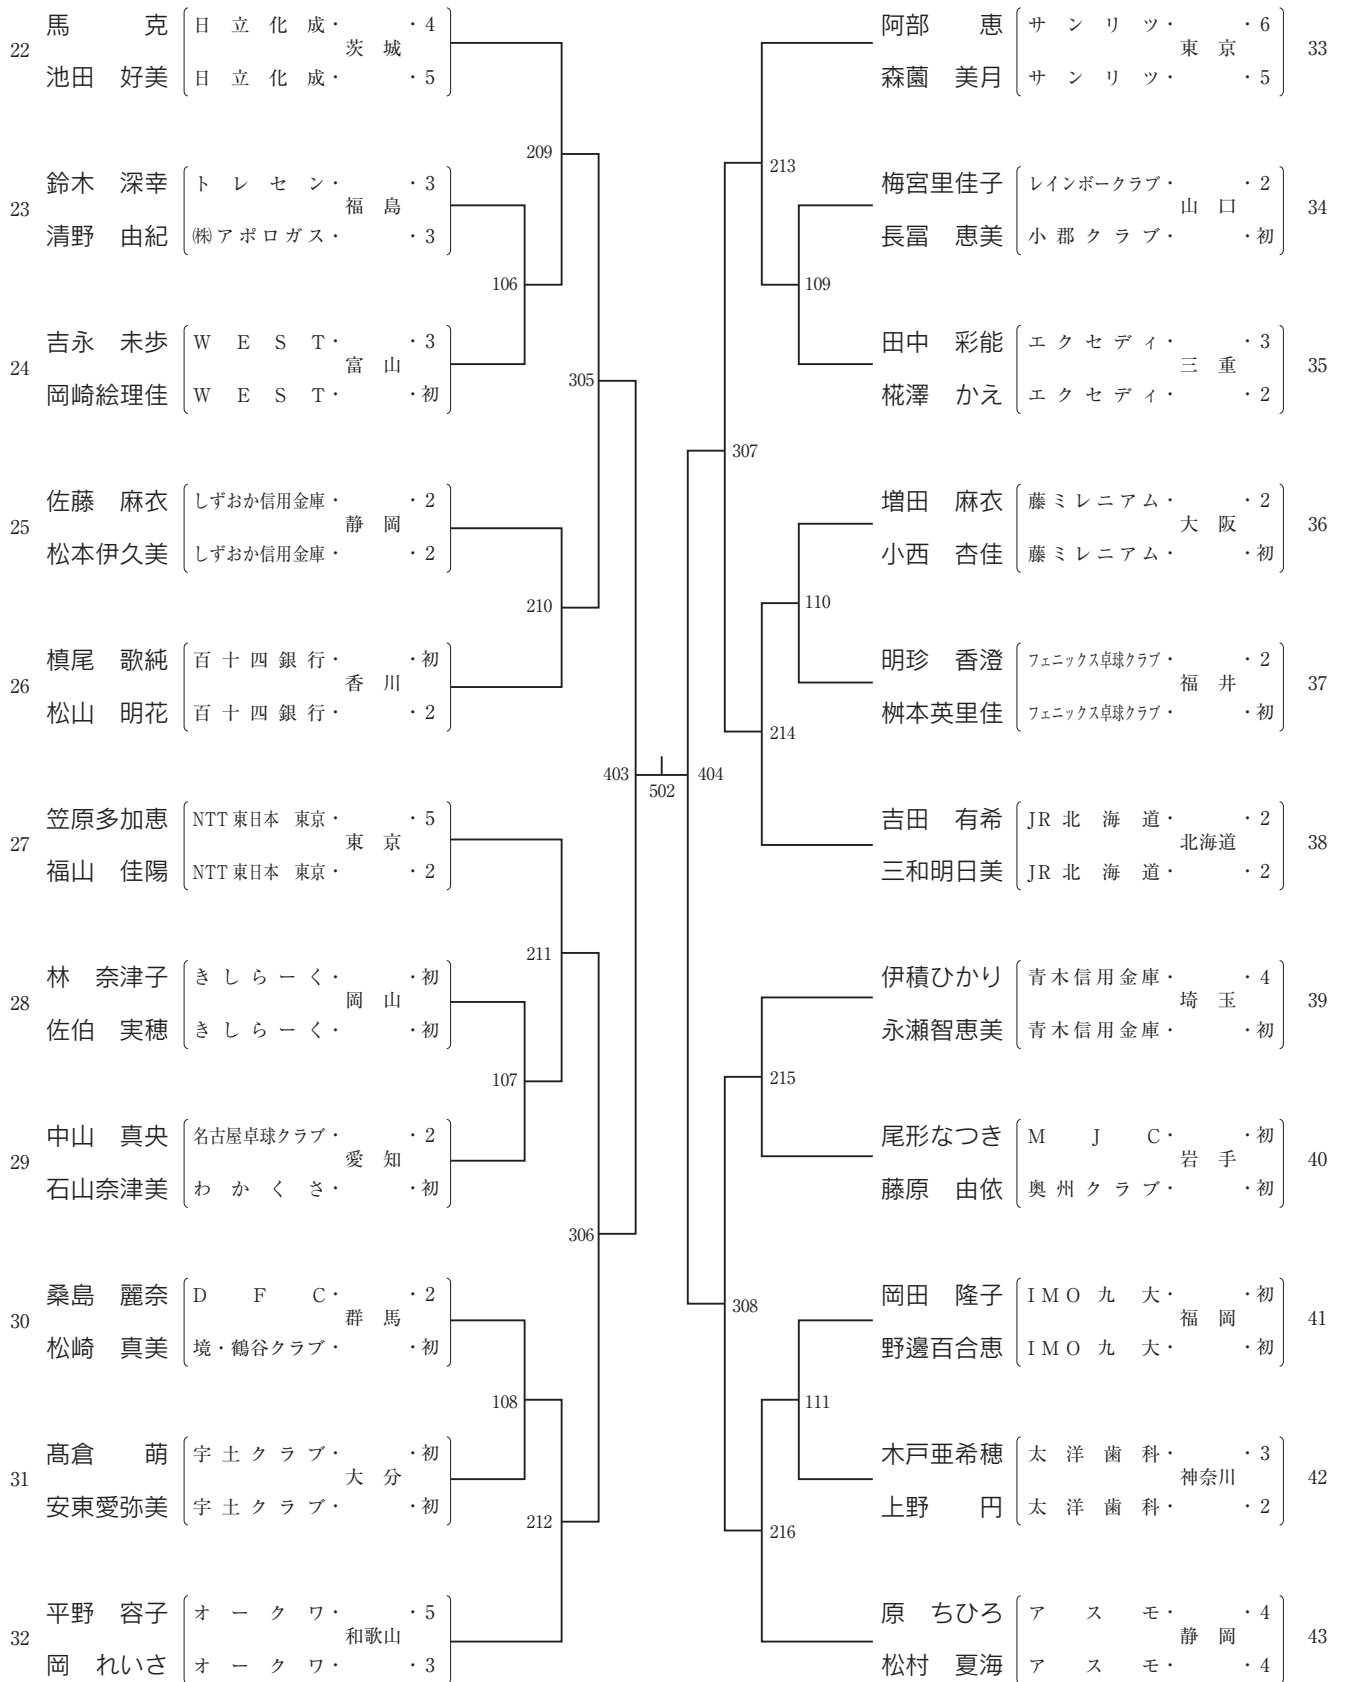 22
馬　　　克 日立化成・茨城・4
池田　好美 日立化成・　・5
23
鈴木　深幸 トレセン・福島・3
清野　由紀 ㈱アポロガス・　・3
24
吉永　未歩 WEST・富山・3
岡崎絵理佳 WEST・　・初
25
佐藤　麻衣 しずおか信用金庫・静岡・2
松本伊久美 しずおか信用金庫・　・2
26
槙尾　歌純 百十四銀行・香川・初
松山　明花 百十四銀行・　・2
27
笠原多加恵 NTT東日本　東京・東京・5
福山　佳陽 NTT東日本　東京・　・2
28
林　奈津子 きしらーく・岡山・初
佐伯　実穂 きしらーく・　・初
29
中山　真央 名古屋卓球クラブ・愛知・2
石山奈津美 わかくさ・　・初
30
桑島　麗奈 DFC・群馬・2
松崎　真美 境・鶴谷クラブ・　・初
31
髙倉　　萌 宇土クラブ・大分・初
安東愛弥美 宇土クラブ・　・初
32
平野　容子 オークワ・和歌山・5
岡　れいさ オークワ・　・3
209
106
305
210
403
211
107
306
108
212
502
404
213
109
307
110
214
215
308
111
216
阿部　　恵 サンリツ・東京・6
森薗　美月 サンリツ・　・5
33
梅宮里佳子 レインボークラブ・山口・2
長冨　恵美 小郡クラブ・　・初
34
田中　彩能 エクセディ・三重・3
椛澤　かえ エクセディ・　・2
35
増田　麻衣 藤ミレニアム・大阪・2
小西　杏佳 藤ミレニアム・　・初
36
明珍　香澄 フェニックス卓球クラブ・福井・2
桝本英里佳 フェニックス卓球クラブ・　・初
37
吉田　有希 JR北海道・北海道・2
三和明日美 JR北海道・　・2
38
伊積ひかり 青木信用金庫・埼玉・4
永瀬智恵美 青木信用金庫・　・初
39
尾形なつき MJC・岩手・初
藤原　由依 奥州クラブ・　・初
40
岡田　隆子 IMO九大・福岡・初
野邊百合恵 IMO九大・　・初
41
木戸亜希穂 太洋歯科・神奈川・3
上野　　円 太洋歯科・　・2
42
原　ちひろ アスモ・静岡・4
松村　夏海 アスモ・　・4
43